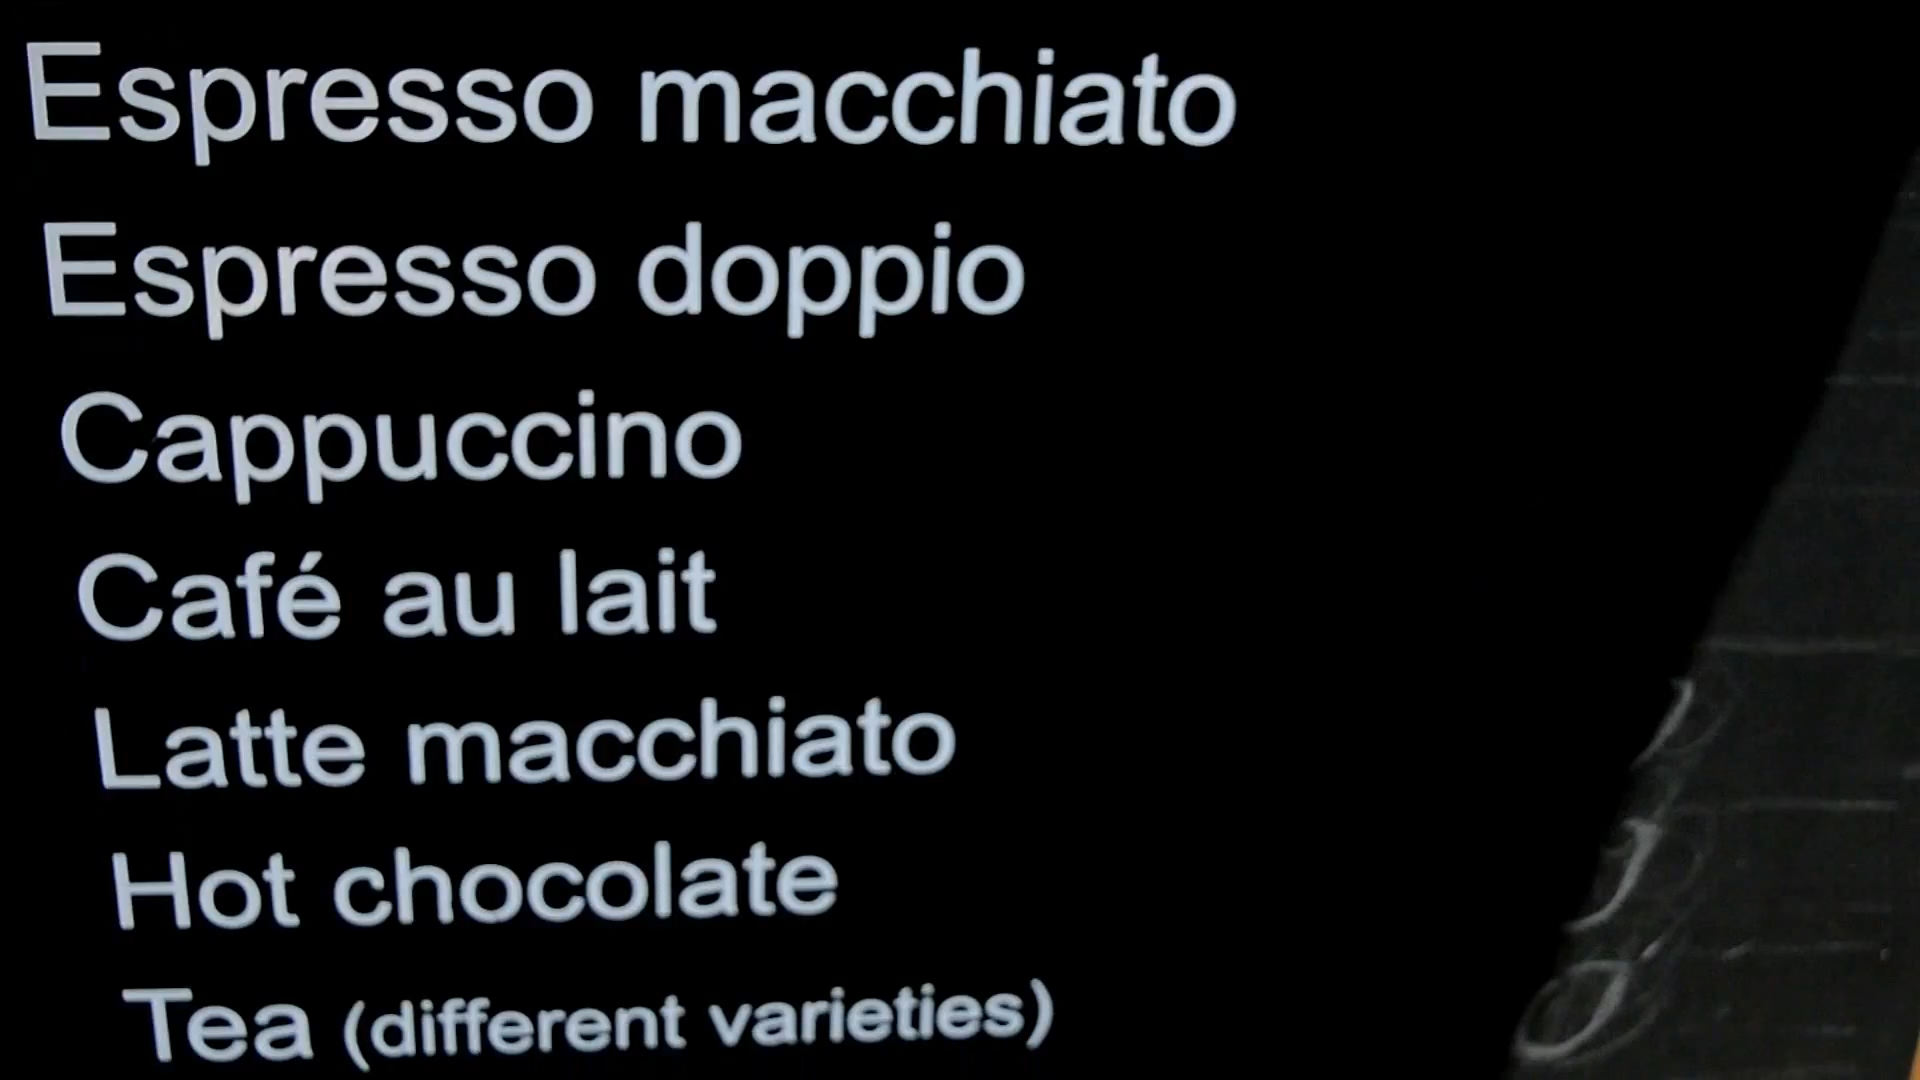 Espresso macchiato
Espresso doppio
Cappuccino
Café au lait
Latte macchiato
Hot chocolate
Tea (different varieties)